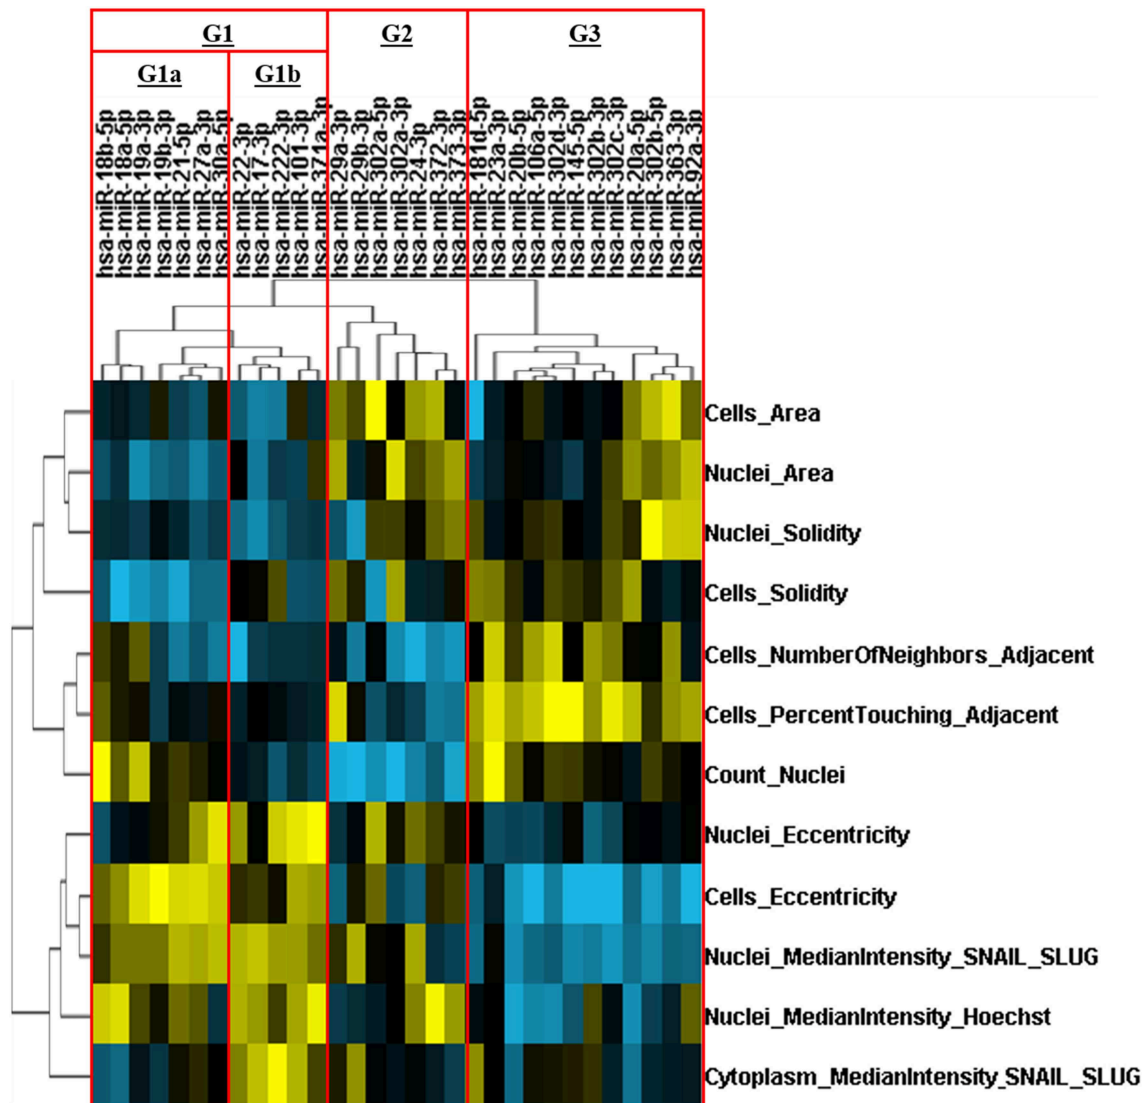 G1
G2
G3
G1a
G1b
hsa-miR-18b-5p
hsa-miR-18a-5p
hsa-miR-19a-3p
hsa-miR-19b-3p
hsa-miR-21-5p
hsa-miR-27a-3p
hsa-miR-30a-5p
hsa-miR-22-3p
hsa-miR-17-3p
hsa-miR-222-3p
hsa-miR-101-3p
hsa-miR-371a-3p
hsa-miR-29a-3p
hsa-miR-29b-3p
hsa-miR-302a-5p
hsa-miR-302a-3p
hsa-miR-24-3p
hsa-miR-372-3p
hsa-miR-373-3p
hsa-miR-181d-5p
hsa-miR-23a-3p
hsa-miR-20b-5p
hsa-miR-106a-5p
hsa-miR-302d-3p
hsa-miR-145-5p
hsa-miR-302b-3p
hsa-miR-302c-3p
hsa-miR-20a-5p
hsa-miR-302b-5p
hsa-miR-363-3p
hsa-miR-92a-3p
Cells_Area
Nuclei_Area
Nuclei_Solidity
Cells_Solidity
Cells_NumberOfNeighbors_Adjacent
Cells_PercentTouching_Adjacent
Count_Nuclei
Nuclei_Eccentricity
Cells_Eccentricity
Nuclei_MedianIntensity_SNAIL_SLUG
Nuclei_MedianIntensity_Hoechst
Cytoplasm_MedianIntensity_SNAIL_SLUG